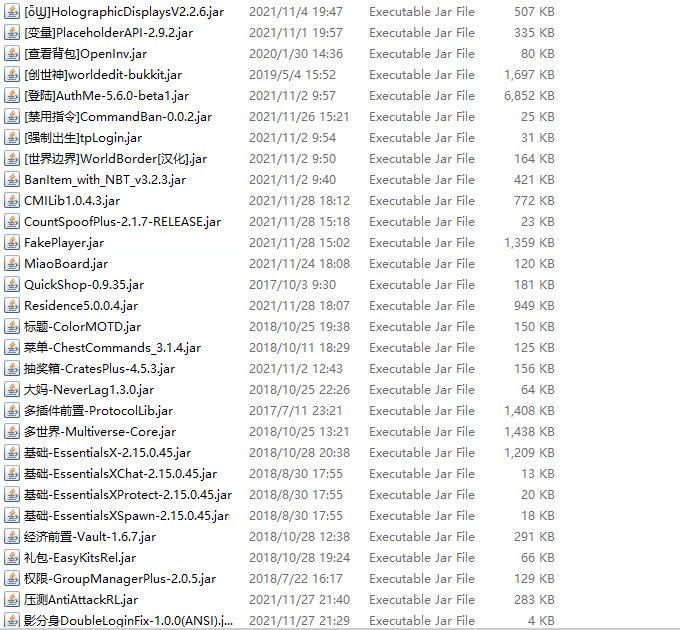 [õϢ]HolographicDisplaysV2.2.6.jar 2021/11/4 19:47 Executable Jar File 507 KB
[变量]PlaceholderAPI-2.9.2.jar 2021/11/1 19:57 Executable Jar File 335 KB
[查看背包]OpenInv.jar 2020/1/30 14:36 Executable Jar File 80 KB
[创世神]worldedit-bukkit.jar 2019/5/4 15:52 Executable Jar File 1,697 KB
[登陆]AuthMe-5.6.0-beta1.jar 2021/11/2 9:57 Executable Jar File 6,852 KB
[禁用指令]CommandBan-0.0.2.jar 2021/11/26 15:21 Executable Jar File 25 KB
[强制出生]tpLogin.jar 2021/11/2 9:54 Executable Jar File 31 KB
[世界边界]WorldBorder[汉化].jar 2021/11/2 9:50 Executable Jar File 164 KB
BanItem_with_NBT_v3.2.3.jar 2021/11/2 9:40 Executable Jar File 421 KB
CMILib1.0.4.3.jar 2021/11/28 18:12 Executable Jar File 772 KB
CountSpoofPlus-2.1.7-RELEASE.jar 2021/11/28 15:18 Executable Jar File 23 KB
FakePlayer.jar 2021/11/28 15:02 Executable Jar File 1,359 KB
MiaoBoard.jar 2021/11/24 18:08 Executable Jar File 120 KB
QuickShop-0.9.35.jar 2017/10/3 9:30 Executable Jar File 181 KB
Residence5.0.0.4.jar 2021/11/28 18:07 Executable Jar File 949 KB
标题-ColorMOTD.jar 2018/10/25 19:38 Executable Jar File 150 KB
菜单-ChestCommands_3.1.4.jar 2018/10/11 18:29 Executable Jar File 125 KB
抽奖箱-CratesPlus-4.5.3.jar 2021/11/2 12:43 Executable Jar File 156 KB
大妈-NeverLag1.3.0.jar 2018/10/25 22:26 Executable Jar File 64 KB
多插件前置-ProtocolLib.jar 2017/7/11 23:21 Executable Jar File 1,408 KB
多世界-Multiverse-Core.jar 2018/10/25 13:21 Executable Jar File 1,438 KB
基础-EssentialsX-2.15.0.45.jar 2018/10/28 20:38 Executable Jar File 1,209 KB
基础-EssentialsXChat-2.15.0.45.jar 2018/8/30 17:55 Executable Jar File 13 KB
基础-EssentialsXProtect-2.15.0.45.jar 2018/8/30 17:55 Executable Jar File 20 KB
基础-EssentialsXSpawn-2.15.0.45.jar 2018/8/30 17:55 Executable Jar File 18 KB
经济前置-Vault-1.6.7.jar 2018/10/28 12:38 Executable Jar File 291 KB
礼包-EasyKitsRel.jar 2018/10/28 19:24 Executable Jar File 66 KB
权限-GroupManagerPlus-2.0.5.jar 2018/7/22 16:17 Executable Jar File 129 KB
压测AntiAttackRL.jar 2021/11/27 21:40 Executable Jar File 283 KB
影分身DoubleLoginFix-1.0.0(ANSI).j... 2021/11/27 21:29 Executable Jar File 4 KB